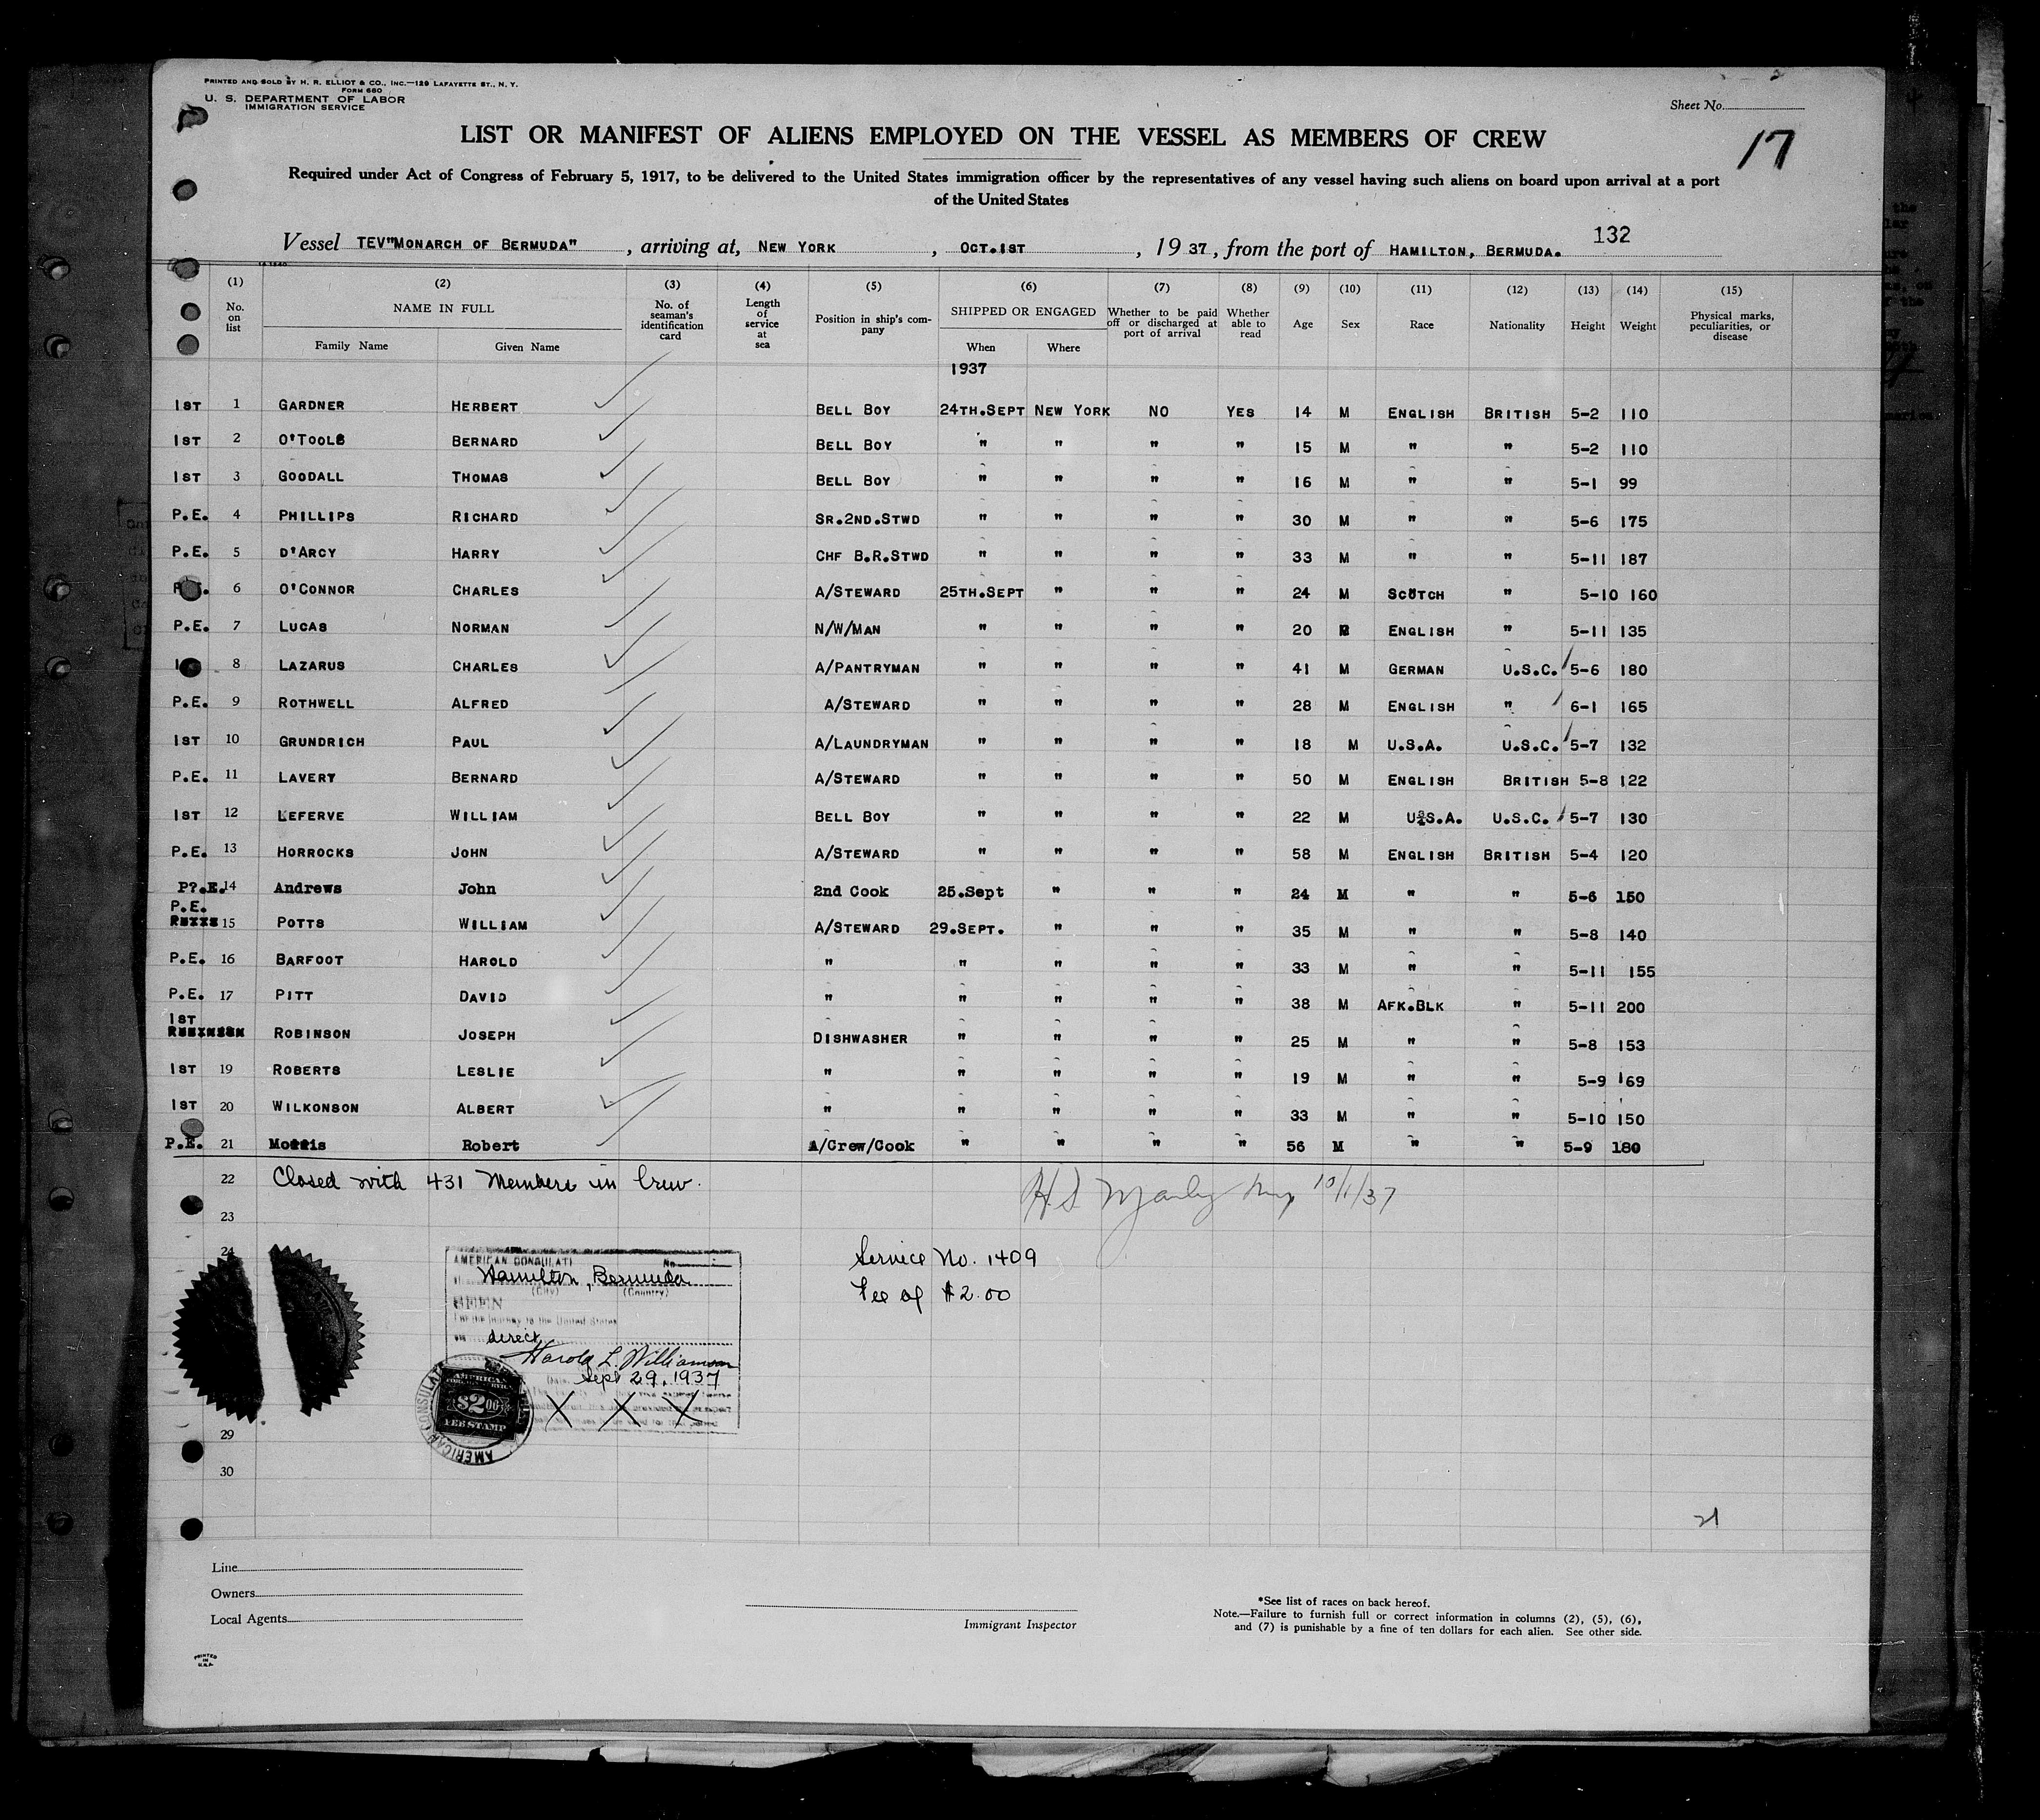 PRINTED AND SOLD BY H. R. ELLIOT & CO., INC.—129 LAFAYETTE ST., N. Y.
FORM 680
U. S. DEPARTMENT OF LABOR
IMMIGRATION SERVICE
Sheet No.
17
LIST OR MANIFEST OF ALIENS EMPLOYED ON THE VESSEL AS MEMBERS OF CREW
Required under Act of Congress of February 5, 1917, to be delivered to the United States immigration officer by the representatives of any vessel having such aliens on board upon arrival at a port
of the United States
132
Vessel TEV"MONARCH OF BERMUDA" , arriving at, NEW YORK , OCT.1ST , 19 37, from the port of HAMILTON, BERMUDA.
(1) (2) (3) (4) (5) (6) (7) (8) (9) (10) (11) (12) (13) (14) (15)
No. on list NAME IN FULL Family Name Given Name No. of seaman's identification card Length of service at sea Position in ship's company SHIPPED OR ENGAGED When Where Whether to be paid off or discharged at port of arrival Whether able to read Age Sex Race Nationality Height Weight Physical marks, peculiarities, or disease
1937
1ST 1 GARDNER HERBERT BELL BOY 24TH.SEPT NEW YORK NO YES 14 M ENGLISH BRITISH 5-2 110
1ST 2 O'TOOLE BERNARD BELL BOY " " " " 15 M " " 5-2 110
1ST 3 GOODALL THOMAS BELL BOY " " " " 16 M " " 5-1 99
P.E. 4 PHILLIPS RICHARD SR.2ND.STWD " " " " 30 M " " 5-6 175
P.E. 5 D'ARCY HARRY CHF B.R.STWD " " " " 33 M " " 5-11 187
6 O'CONNOR CHARLES A/STEWARD 25TH.SEPT " " " 24 M SCOTCH " 5-10 160
P.E. 7 LUCAS NORMAN N/W/MAN " " " " 20 ENGLISH " 5-11 135
8 LAZARUS CHARLES A/PANTRYMAN " " " " 41 M GERMAN U.S.C. 5-6 180
P.E. 9 ROTHWELL ALFRED A/STEWARD " " " " 28 M ENGLISH " 6-1 165
1ST 10 GRUNDRICH PAUL A/LAUNDRYMAN " " " " 18 M U.S.A. U.S.C. 5-7 132
P.E. 11 LAVERY BERNARD A/STEWARD " " " " 50 M ENGLISH BRITISH 5-8 122
1ST 12 LEFERVE WILLIAM BELL BOY " " " " 22 M U.S.A. U.S.C. 5-7 130
P.E. 13 HORROCKS JOHN A/STEWARD " " " " 58 M ENGLISH BRITISH 5-4 120
P?.E. 14 Andrews John 2nd Cook 25.Sept " " " 24 M " " 5-6 150
P.E.
15 POTTS WILLIAM A/STEWARD 29.SEPT. " " " 35 M " " 5-8 140
P.E. 16 BARFOOT HAROLD " " " " " 33 M " " 5-11 155
P.E. 17 PITT DAVID " " " " " 38 M AFK.BLK " 5-11 200
1ST
ROBINSON JOSEPH DISHWASHER " " " " 25 M " " 5-8 153
1ST 19 ROBERTS LESLIE " " " " " 19 M " " 5-9 169
1ST 20 WILKONSON ALBERT " " " " " 33 M " " 5-10 150
P.E. 21 Morris Robert A/Crew/Cook " " " " 56 M " " 5-9 180
22 Closed with 431 Members in Crew.
10/1/37
23
24
Service No. 1409
Fee of $2.00
AMERICAN CONSULATE No.
Hamilton, Bermuda
(City) (Country)
SEEN
For the journey to the United States
direct
Harold L. Williamson
Sept 29, 1937
X X X
AMERICAN CONSULATE
AMERICAN
$2.00
FEE STAMP
29
30
21
Line
Owners
Local Agents
Immigrant Inspector
*See list of races on back hereof.
Note.—Failure to furnish full or correct information in columns (2), (5), (6),
and (7) is punishable by a fine of ten dollars for each alien. See other side.
PRINTED
IN
U.S.A.